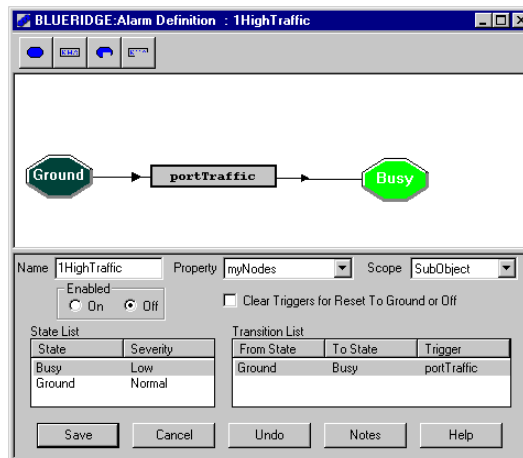 BLUERIDGE:Alarm Definition : 1HighTraffic
Ground
portTraffic
Busy
Name 1HighTraffic Property myNodes Scope SubObject
Enabled
On Off Clear Triggers for Reset To Ground or Off
State List Transition List
State Severity From State To State Trigger
Busy Low Ground Busy portTraffic
Ground Normal
Save Cancel Undo Notes Help